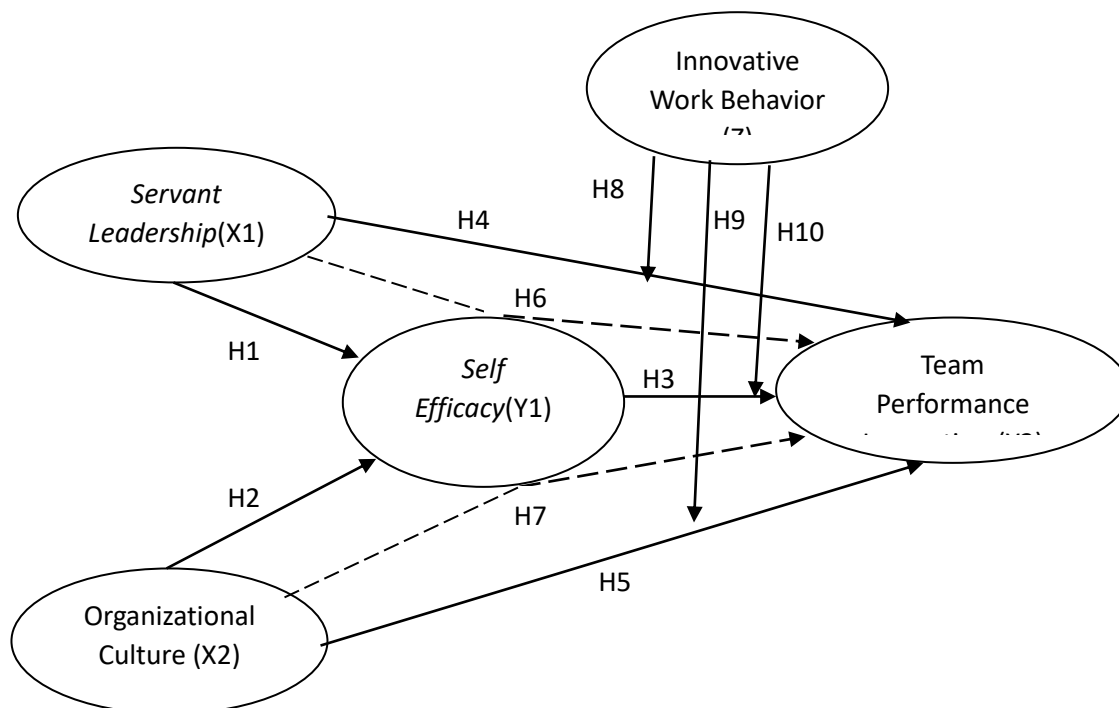 Innovative
Work Behavior
Servant
Leadership(X1)
H8
H4
H9
H10
H6
H1
Self
Efficacy(Y1)
H3
Team
Performance
H2
H7
H5
Organizational
Culture (X2)